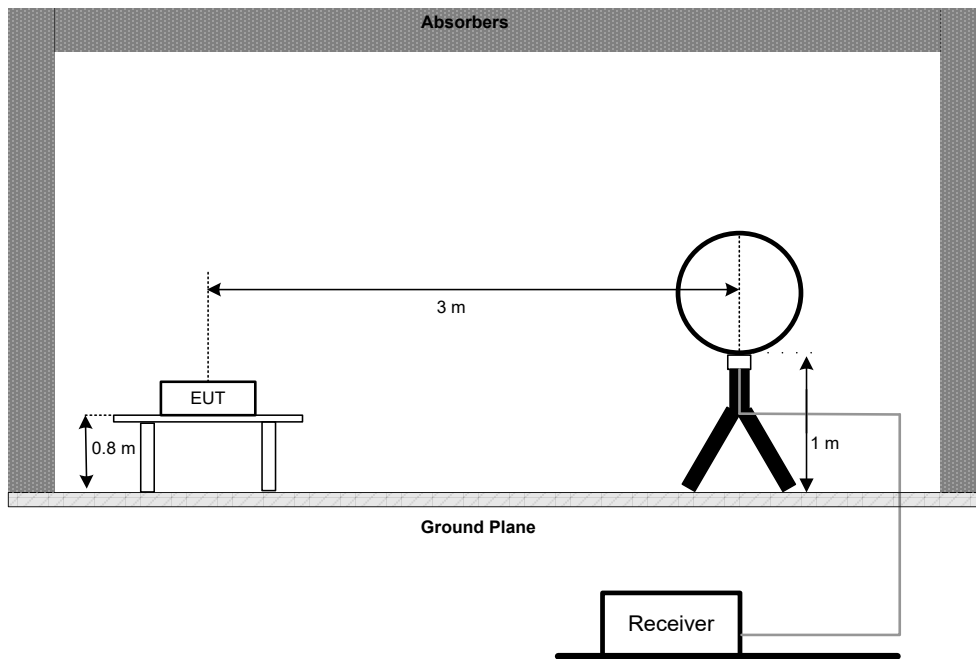 Absorbers
3 m
EUT
0.8 m
1 m
Ground Plane
Receiver